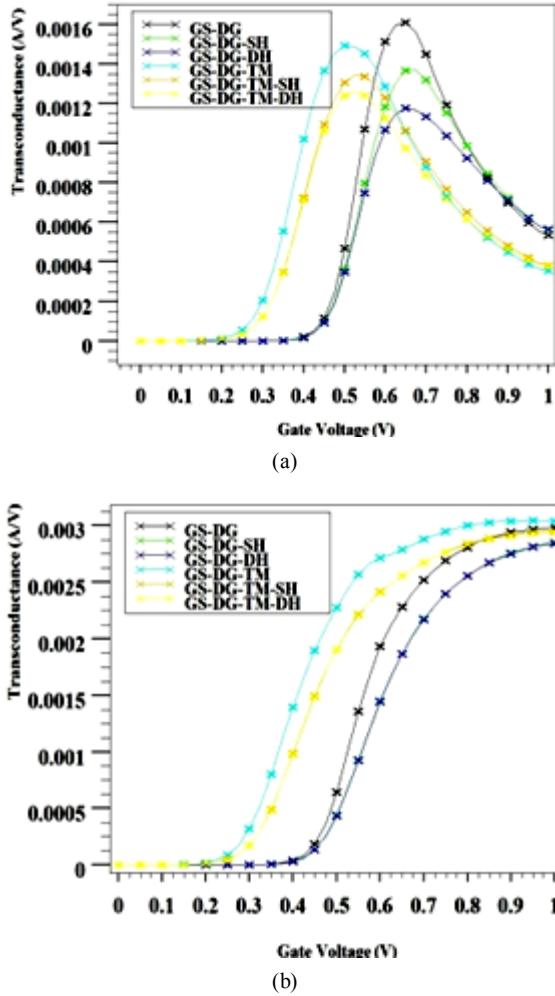 Transconductance (A/V)
0.0016
0.0014
0.0012
0.001
0.0008
0.0006
0.0004
0.0002
0
GS-DG
GS-DG-SH
GS-DG-DH
GS-DG-TM
GS-DG-TM-SH
GS-DG-TM-DH
0 0.1 0.2 0.3 0.4 0.5 0.6 0.7 0.8 0.9 1
Gate Voltage (V)
(a)
Transconductance (A/V)
0.003
0.0025
0.002
0.0015
0.001
0.0005
0
GS-DG
GS-DG-SH
GS-DG-DH
GS-DG-TM
GS-DG-TM-SH
GS-DG-TM-DH
0 0.1 0.2 0.3 0.4 0.5 0.6 0.7 0.8 0.9 1
Gate Voltage (V)
(b)